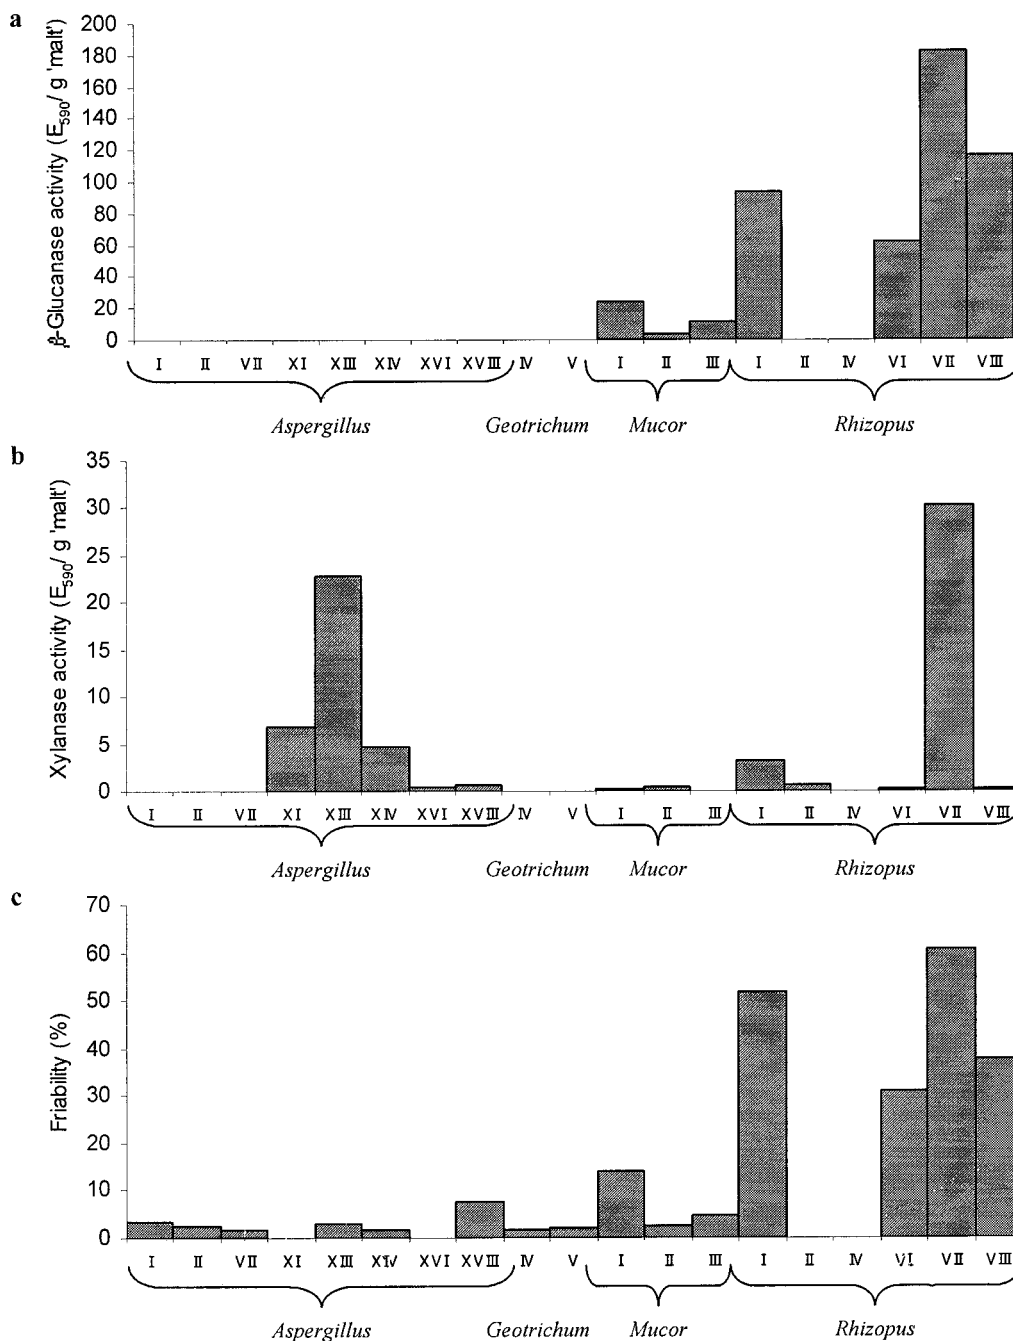 a
β-Glucanase activity (E590/ g 'malt')
200
180
160
140
120
100
80
60
40
20
0
I II VII XI XIII XIV XVI XVIII IV V I II III I II IV VI VII VIII
Aspergillus Geotrichum Mucor Rhizopus
b
Xylanase activity (E590/ g 'malt')
35
30
25
20
15
10
5
0
I II VII XI XIII XIV XVI XVIII IV V I II III I II IV VI VII VIII
Aspergillus Geotrichum Mucor Rhizopus
c
Friability (%)
70
60
50
40
30
20
10
0
I II VII XI XIII XIV XVI XVIII IV V I II III I II IV VI VII VIII
Aspergillus Geotrichum Mucor Rhizopus